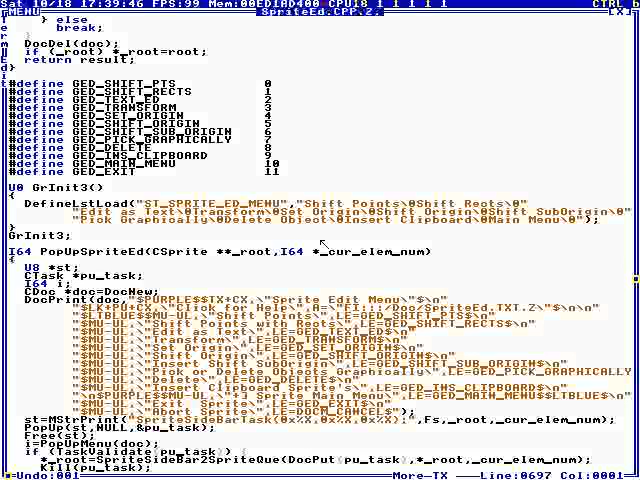 Sat 10/18 17:39:46 FPS:99 Mem:00ED1AD400 CPU18 1 1 1 1 1 CTRL
MENU SpriteEd.CPP.Z; [X]
} else
break;
}
DocDel(doc);
if (_root) *_root=root;
return result;
}
#define GED_SHIFT_PTS 0
#define GED_SHIFT_RECTS 1
#define GED_TEXT_ED 2
#define GED_TRANSFORM 3
#define GED_SET_ORIGIN 4
#define GED_SHIFT_ORIGIN 5
#define GED_SHIFT_SUB_ORIGIN 6
#define GED_PICK_GRAPHICALLY 7
#define GED_DELETE 8
#define GED_INS_CLIPBOARD 9
#define GED_MAIN_MENU 10
#define GED_EXIT 11
U0 GrInit3()
{
DefineLstLoad("ST_SPRITE_ED_MENU","Shift Points\0Shift Rects\0"
"Edit as Text\0Transform\0Set Origin\0Shift Origin\0Shift SubOrigin\0"
"Pick Graphically\0Delete Object\0Insert Clipboard\0Main Menu\0");
}
GrInit3;
I64 PopUpSpriteEd(CSprite **_root,I64 *_cur_elem_num)
{
U8 *st;
CTask *pu_task;
I64 i;
CDoc *doc=DocNew;
DocPrint(doc,"$PURPLE$$TX+CX,\"Sprite Edit Menu\"$\n"
"$LK+PU+CX,\"Click for Help\",A=\"FI:::/Doc/SpriteEd.TXT.Z\"$\n\n"
"$LTBLUE$$MU-UL,\"Shift Points\",LE=GED_SHIFT_PTS$\n"
"$MU-UL,\"Shift Points with Rects\",LE=GED_SHIFT_RECTS$\n"
"$MU-UL,\"Edit as Text\",LE=GED_TEXT_ED$\n"
"$MU-UL,\"Transform\",LE=GED_TRANSFORM$\n"
"$MU-UL,\"Set Origin\",LE=GED_SET_ORIGIN$\n"
"$MU-UL,\"Shift Origin\",LE=GED_SHIFT_ORIGIN$\n"
"$MU-UL,\"Insert Shift SubOrigin\",LE=GED_SHIFT_SUB_ORIGIN$\n"
"$MU-UL,\"Pick or Delete Objects Graphically\",LE=GED_PICK_GRAPHICALLY
"$MU-UL,\"Delete\",LE=GED_DELETE$\n"
"$MU-UL,\"Insert Clipboard Sprite's\",LE=GED_INS_CLIPBOARD$\n"
"\n$PURPLE$$MU-UL,\"+] Sprite Main Menu\",LE=GED_MAIN_MENU$$LTBLUE$\n"
"$MU-UL,\"Exit Sprite\",LE=GED_EXIT$\n"
"$MU-UL,\"Abort Sprite\",LE=DOCM_CANCEL$");
st=MStrPrint("SpriteSideBarTask(0x%X,0x%X);",Fs,_root,_cur_elem_num);
PopUp(st,NULL,&pu_task);
Free(st);
i=PopUpMenu(doc);
if (TaskValidate(pu_task)) {
*_root=SpriteSideBar2SpriteQue(DocPut(pu_task),*_root,_cur_elem_num);
Kill(pu_task);
Undo:001 More-TX Line:0697 Col:0001